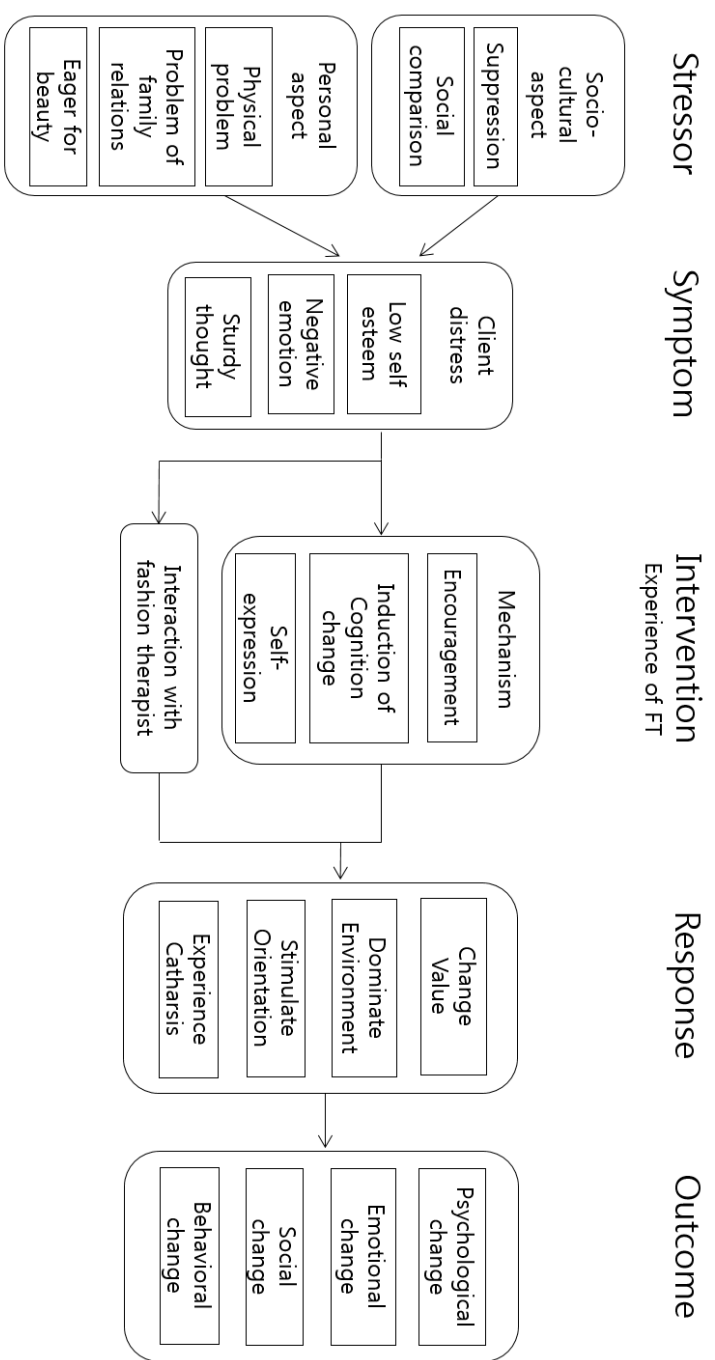 Stressor
Socio-
cultural
aspect
Suppression
Social
comparison
Personal
aspect
Physical
problem
Problem of
family
relations
Eager for
beauty
Symptom
Client
distress
Low self
esteem
Negative
emotion
Sturdy
thought
Intervention
Experience of FT
Mechanism
Encouragement
Induction of
Cognition
change
Self-
expression
Interaction with
fashion therapist
Response
Change
Value
Dominate
Environment
Stimulate
Orientation
Experience
Catharsis
Outcome
Psychological
change
Emotional
change
Social
change
Behavioral
change